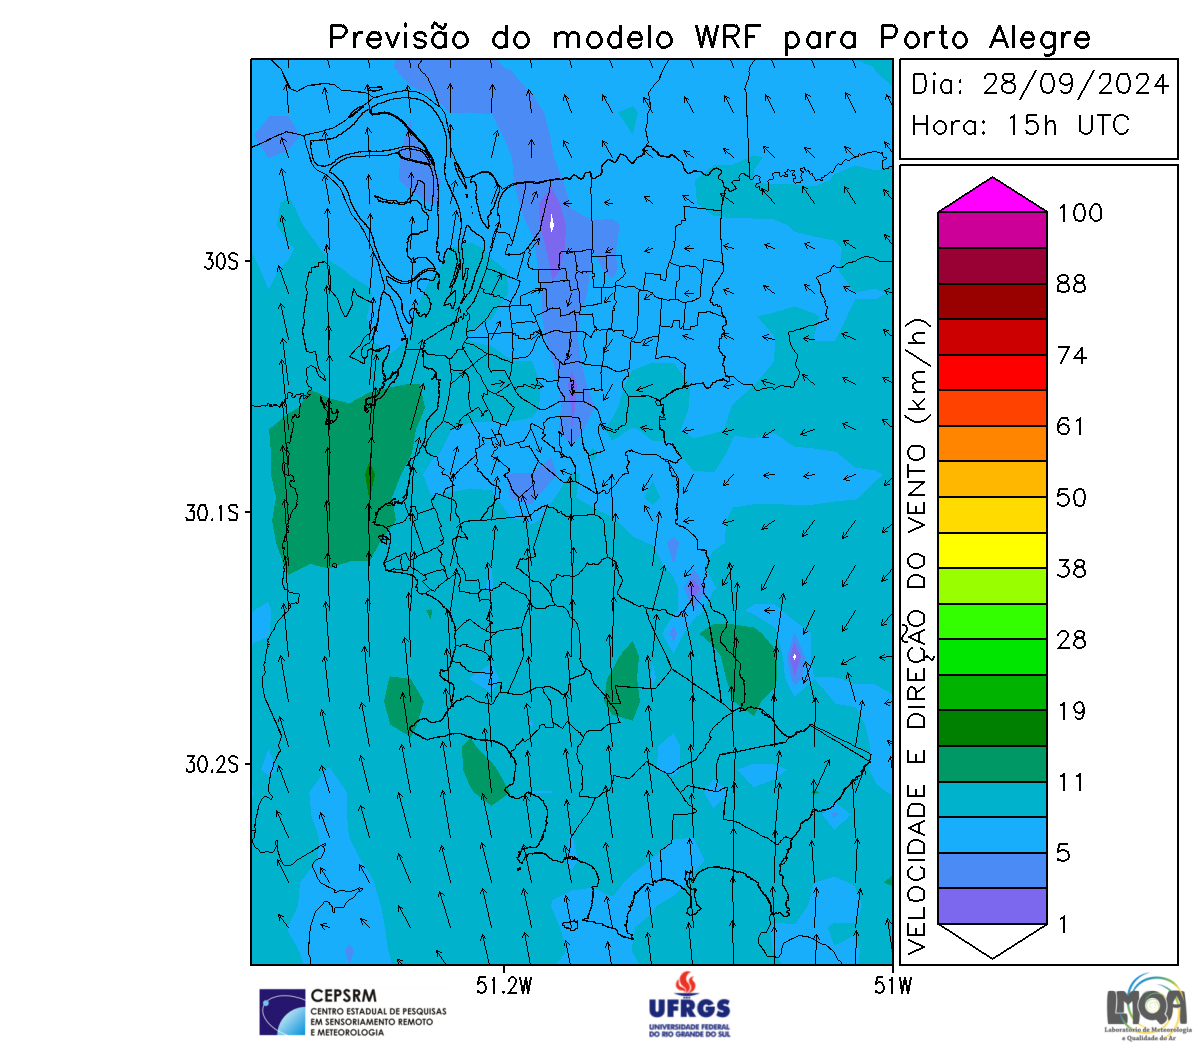 Previsão do modelo WRF para Porto Alegre
Dia: 28/09/2024
Hora: 15h UTC
VELOCIDADE E DIREÇÃO DO VENTO (km/h)
100
88
74
61
50
38
28
19
11
5
1
30S
30.1S
30.2S
51.2W
51W
CEPSRM
CENTRO ESTADUAL DE PESQUISAS
EM SENSORIAMENTO REMOTO
E METEOROLOGIA
UFRGS
UNIVERSIDADE FEDERAL
DO RIO GRANDE DO SUL
LMQA
Laboratório de Meteorologia
e Qualidade do Ar